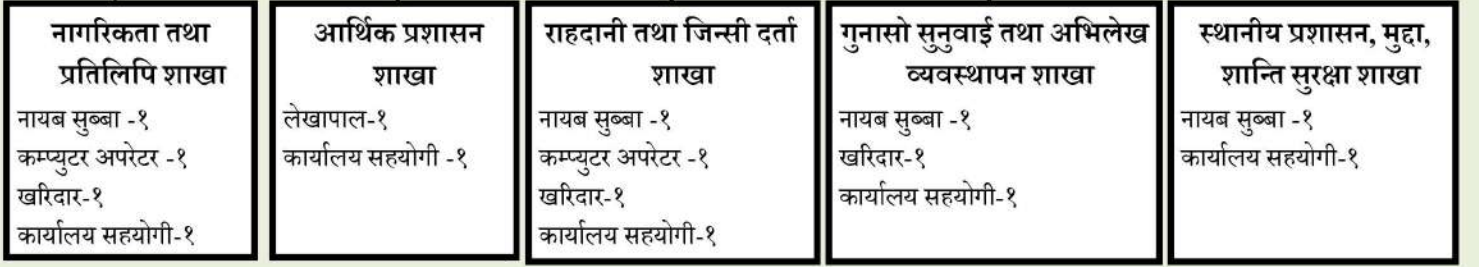 नागरिकता तथा
प्रतिलिपि शाखा
नायब सुब्बा -१
कम्प्युटर अपरेटर -१
खरिदार-१
कार्यालय सहयोगी-१
आर्थिक प्रशासन
शाखा
लेखापाल-१
कार्यालय सहयोगी -१
राहदानी तथा जिन्सी दर्ता
शाखा
नायब सुब्बा -१
कम्प्युटर अपरेटर -१
खरिदार-१
कार्यालय सहयोगी-१
गुनासो सुनुवाई तथा अभिलेख
व्यवस्थापन शाखा
नायब सुब्बा -१
खरिदार-१
कार्यालय सहयोगी-१
स्थानीय प्रशासन, मुद्दा,
शान्ति सुरक्षा शाखा
नायब सुब्बा -१
कार्यालय सहयोगी-१